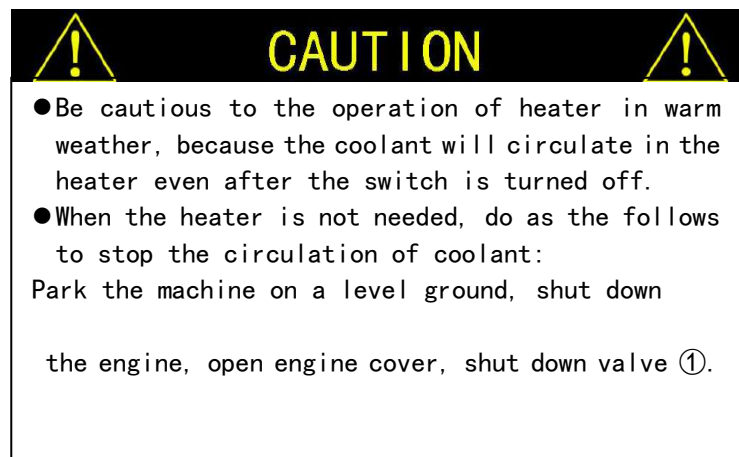 CAUTION
●Be cautious to the operation of heater in warm
weather, because the coolant will circulate in the
heater even after the switch is turned off.
●When the heater is not needed, do as the follows
to stop the circulation of coolant:
Park the machine on a level ground, shut down
the engine, open engine cover, shut down valve ①.